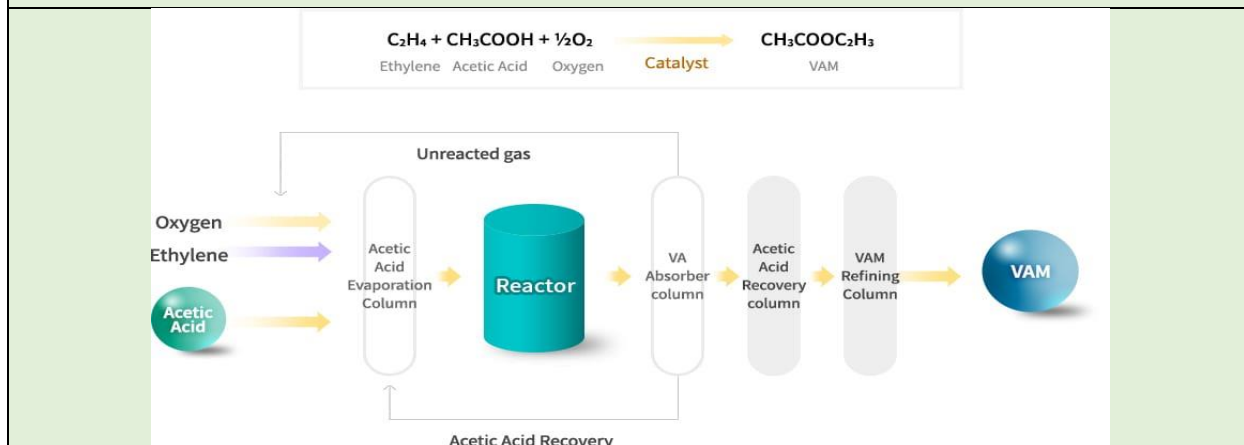 C₂H₄ + CH₃COOH + ½O₂
CH₃COOC₂H₃
Ethylene Acetic Acid Oxygen
Catalyst
VAM
Unreacted gas
Oxygen
Ethylene
Acetic
Acid
Acetic
Acid
Evaporation
Column
Reactor
VA
Absorber
column
Acetic
Acid
Recovery
column
VAM
Refining
Column
VAM
Acetic Acid Recovery